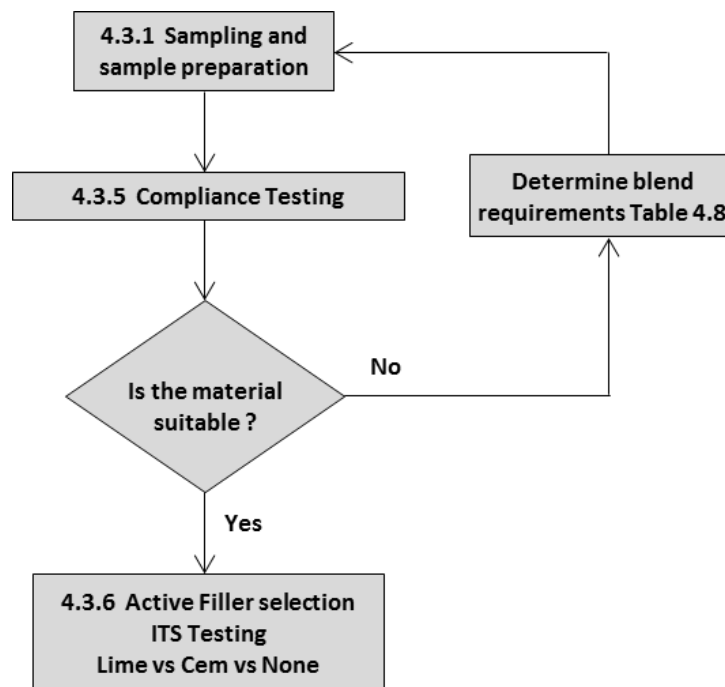 4.3.1 Sampling and
sample preparation
4.3.5 Compliance Testing
Determine blend
requirements Table 4.8
Is the material
suitable ?
No
Yes
4.3.6 Active Filler selection
ITS Testing
Lime vs Cem vs None